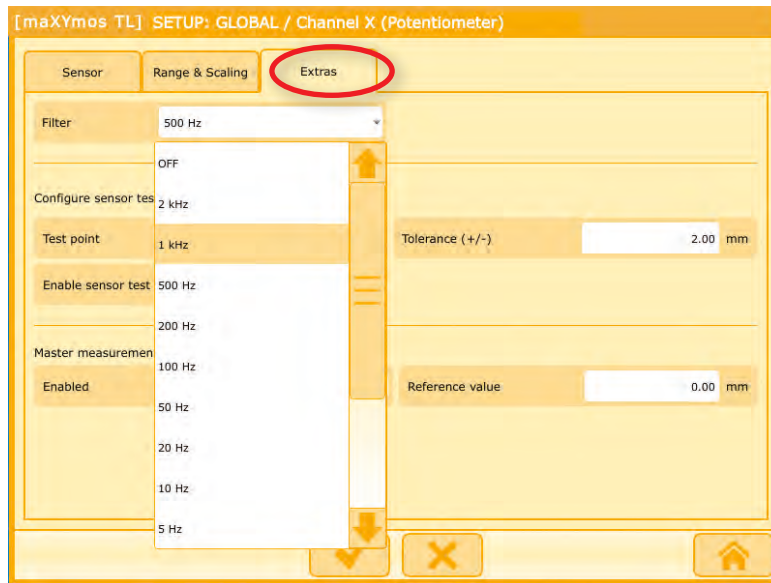 [maXYmos TL] SETUP: GLOBAL / Channel X (Potentiometer)
Sensor Range & Scaling Extras
Filter 500 Hz
OFF
Configure sensor tes
2 kHz
Test point 1 kHz Tolerance (+/-) 2.00 mm
Enable sensor test 500 Hz
200 Hz
Master measuremen
100 Hz
Enabled Reference value 0.00 mm
50 Hz
20 Hz
10 Hz
5 Hz